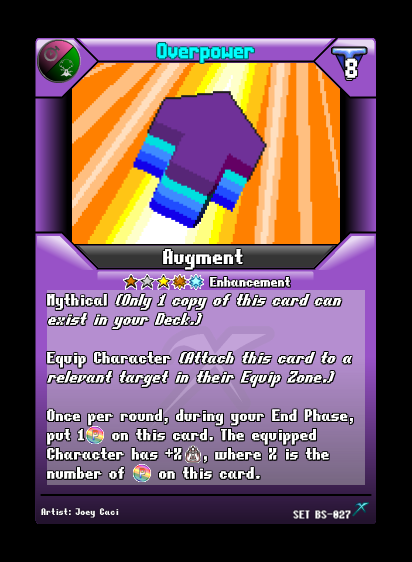 Overpower
8
Augment
Enhancement
Mythical (Only 1 copy of this card can
exist in your Deck.)
Equip Character (Attach this card to a
relevant target in their Equip Zone.)
Once per round, during your End Phase,
put 1 P on this card. The equipped
Character has +X , where X is the
number of P on this card.
Artist: Joey Caci
SET BS-027